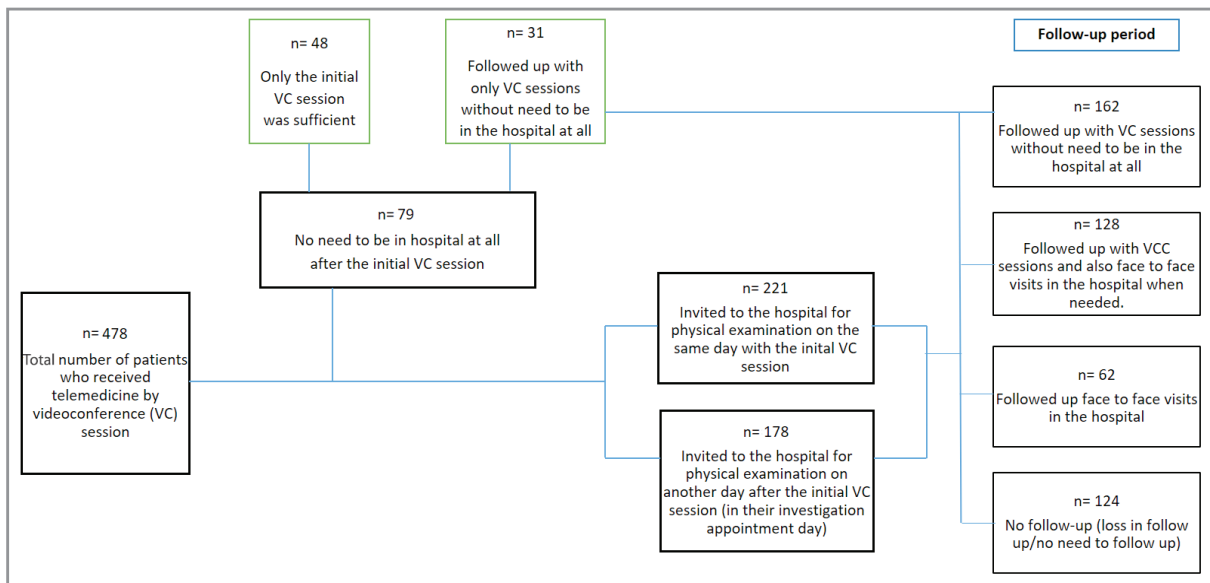 n= 48
Only the initial
VC session
was sufficient
n= 31
Followed up with
only VC sessions
without need to be
in the hospital at all
Follow-up period
n= 162
Followed up with VC sessions
without need to be in the
hospital at all
n= 79
No need to be in hospital at all
after the initial VC session
n= 128
Followed up with VCC
sessions and also face to face
visits in the hospital when
needed.
n= 478
Total number of patients
who received
telemedicine by
videoconference (VC)
session
n= 221
Invited to the hospital for
physical examination on the
same day with the inital VC
session
n= 62
Followed up face to face visits
in the hospital
n= 178
Invited to the hospital for
physical examination on
another day after the initial VC
session (in their investigation
appointment day)
n= 124
No follow-up (loss in follow
up/no need to follow up)